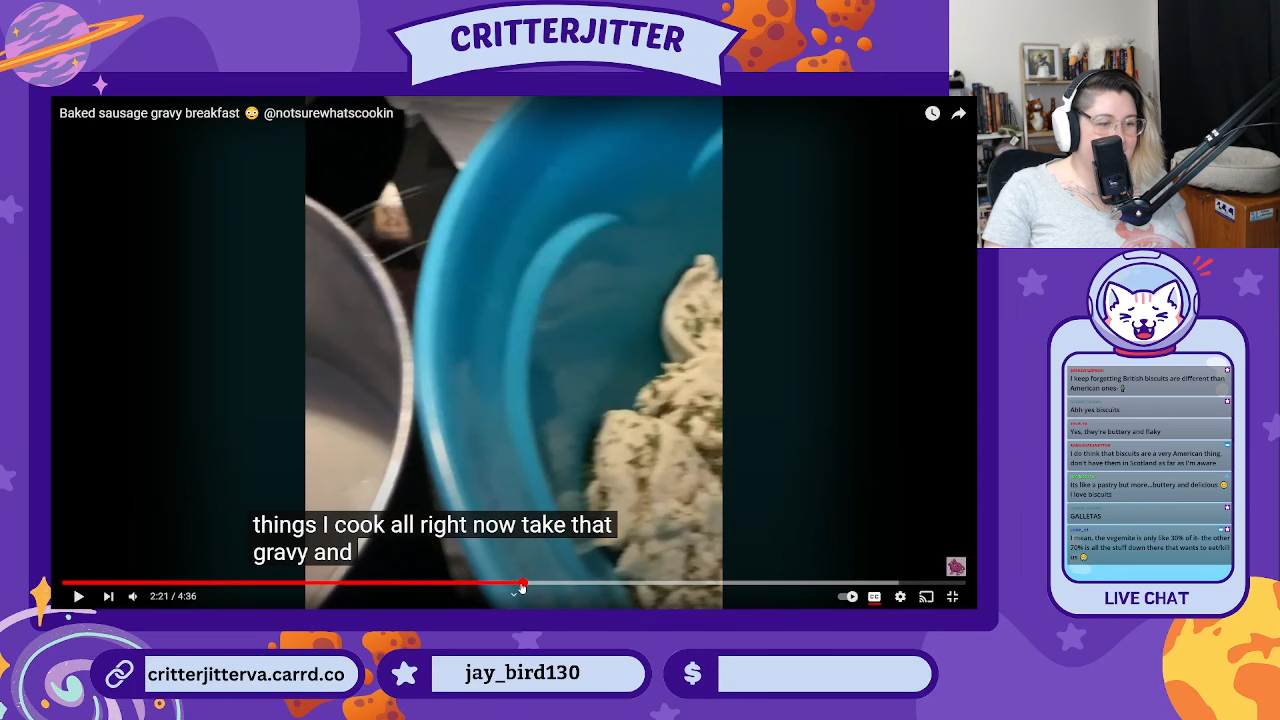 CRITTERJITTER
Baked sausage gravy breakfast 😳 @notsurewhatscookin
things I cook all right now take that
gravy and
2:21 / 4:36
CC
I keep forgetting British biscuits are different than
American ones-
Ahh yes biscuits
Yes, they're buttery and flaky
I do think that biscuits are a very American thing,
don't have them in Scotland as far as I'm aware
Its like a pastry but more...buttery and delicious
I love biscuits
GALLETAS
I mean, the vegemite is only like 30% of it- the other
70% is all the stuff down there that wants to eat/kill
us
LIVE CHAT
critterjitterva.carrd.co
jay_bird130
$